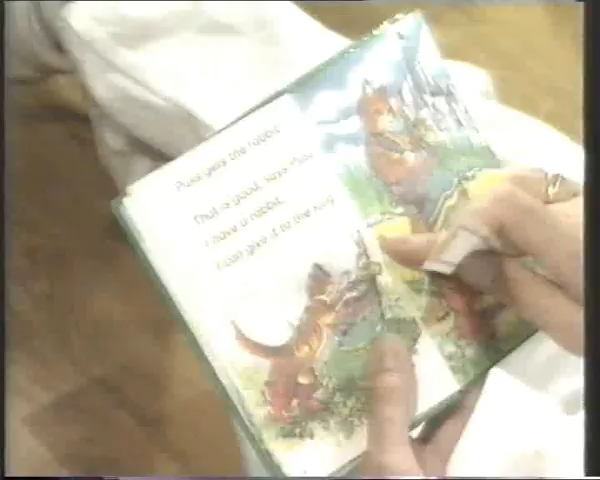 Puss gets the rabbit.
That is good, says Puss.
I have a rabbit.
I can give it to the king.